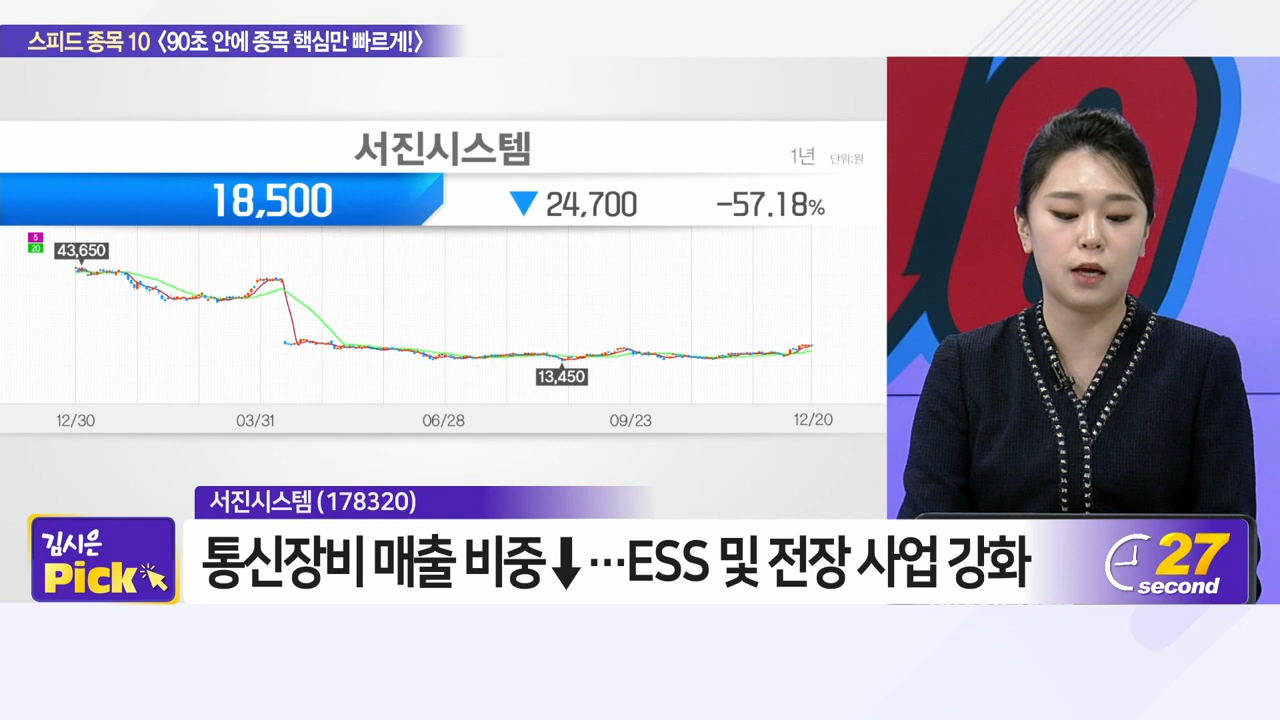 스피드 종목 10 <90초 안에 종목 핵심만 빠르게!>
서진시스템
1년 단위:원
18,500 ▼ 24,700 -57.18%
5
20
43,650
13,450
12/30 03/31 06/28 09/23 12/20
서진시스템 (178320)
김시은
Pick
통신장비 매출 비중↓…ESS 및 전장 사업 강화
27
second